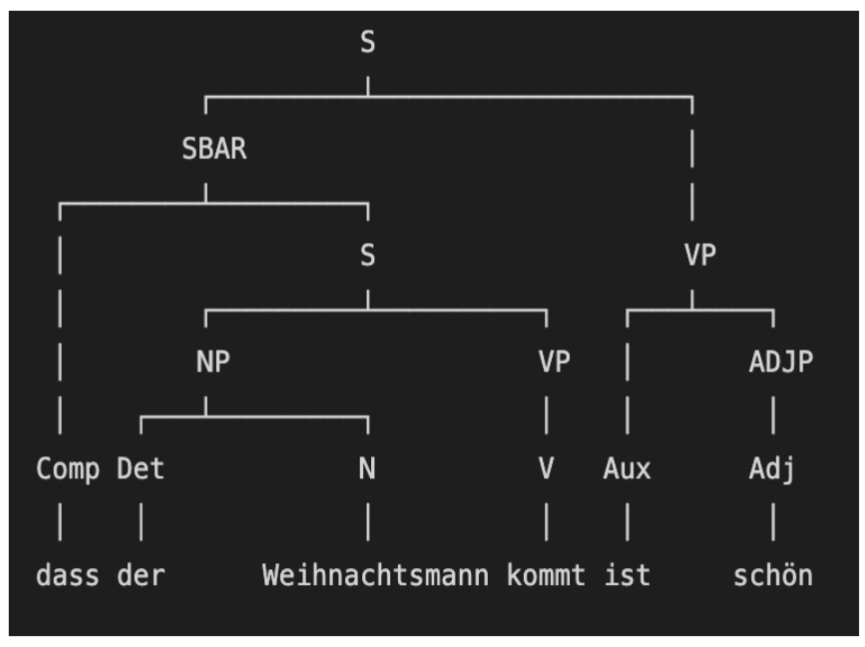 S
SBAR
S VP
NP VP ADJP
Comp Det N V Aux Adj
dass der Weihnachtsmann kommt ist schön